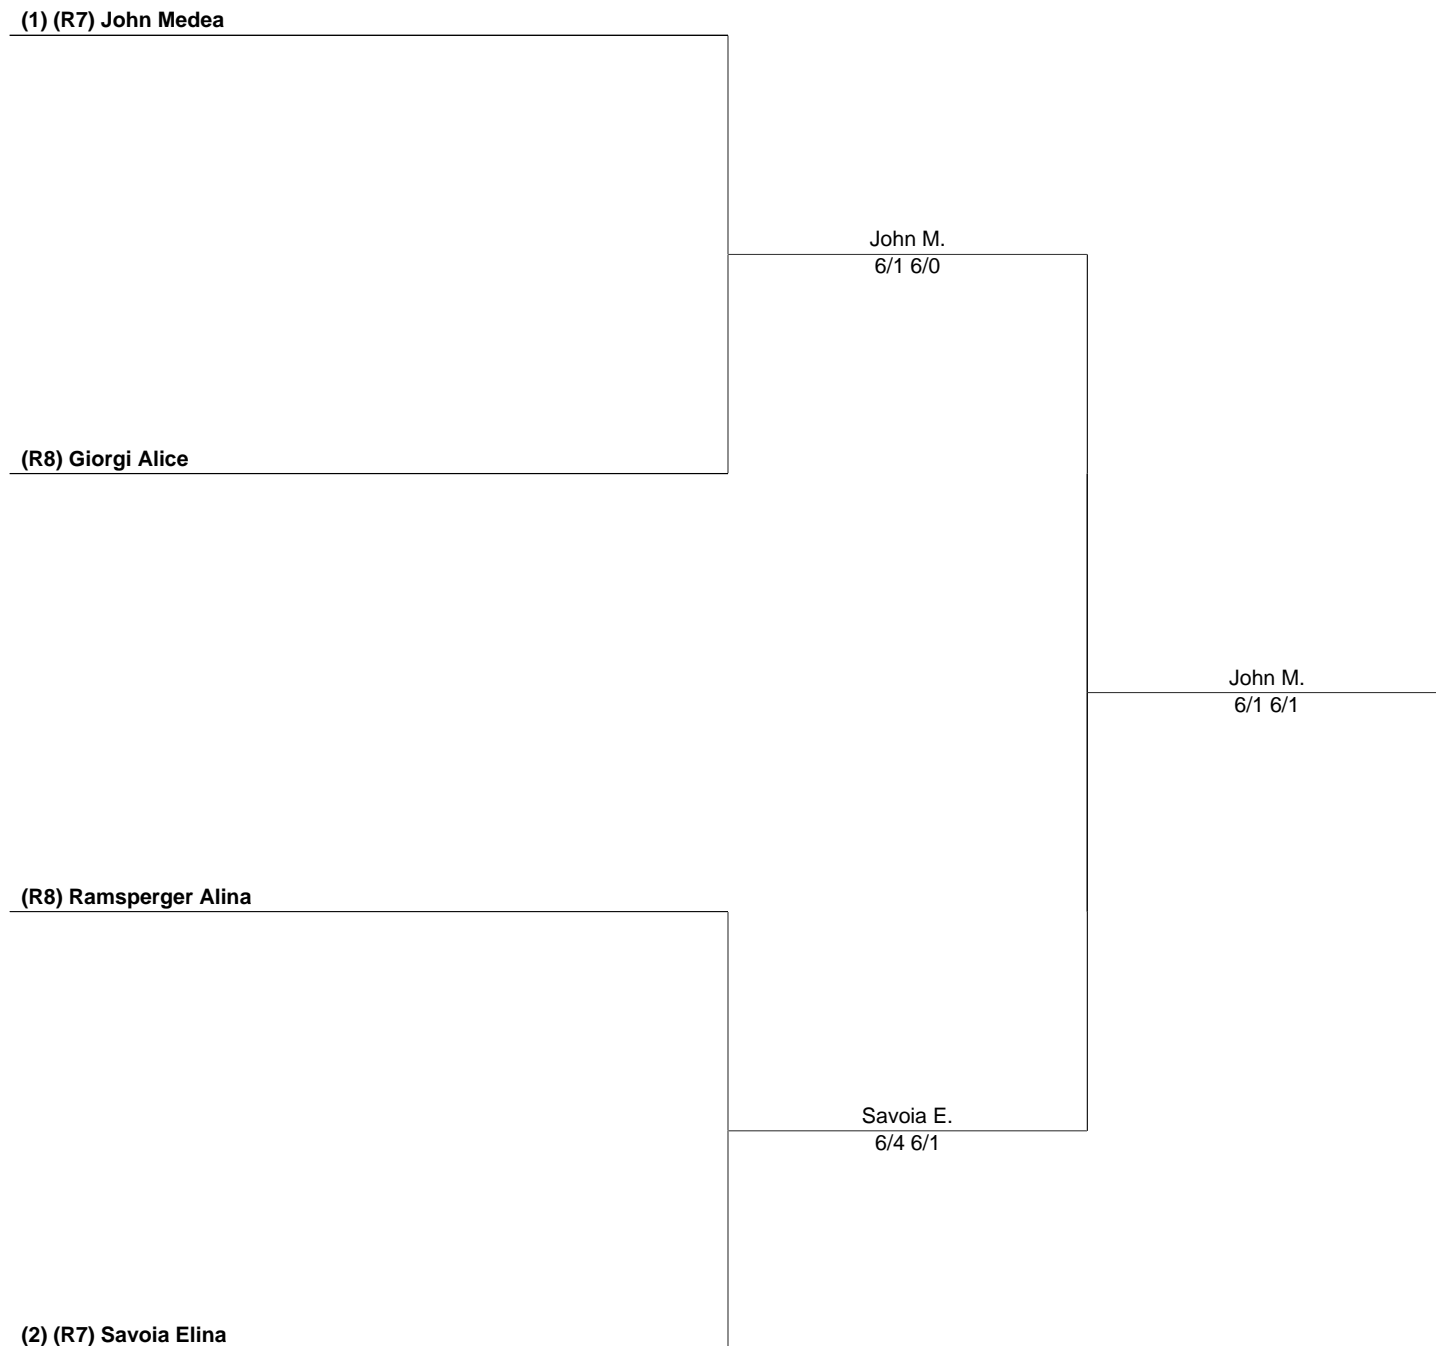 (1) (R7) John Medea
John M.
6/1 6/0
(R8) Giorgi Alice
John M.
6/1 6/1
(R8) Ramsperger Alina
Savoia E.
6/4 6/1
(2) (R7) Savoia Elina